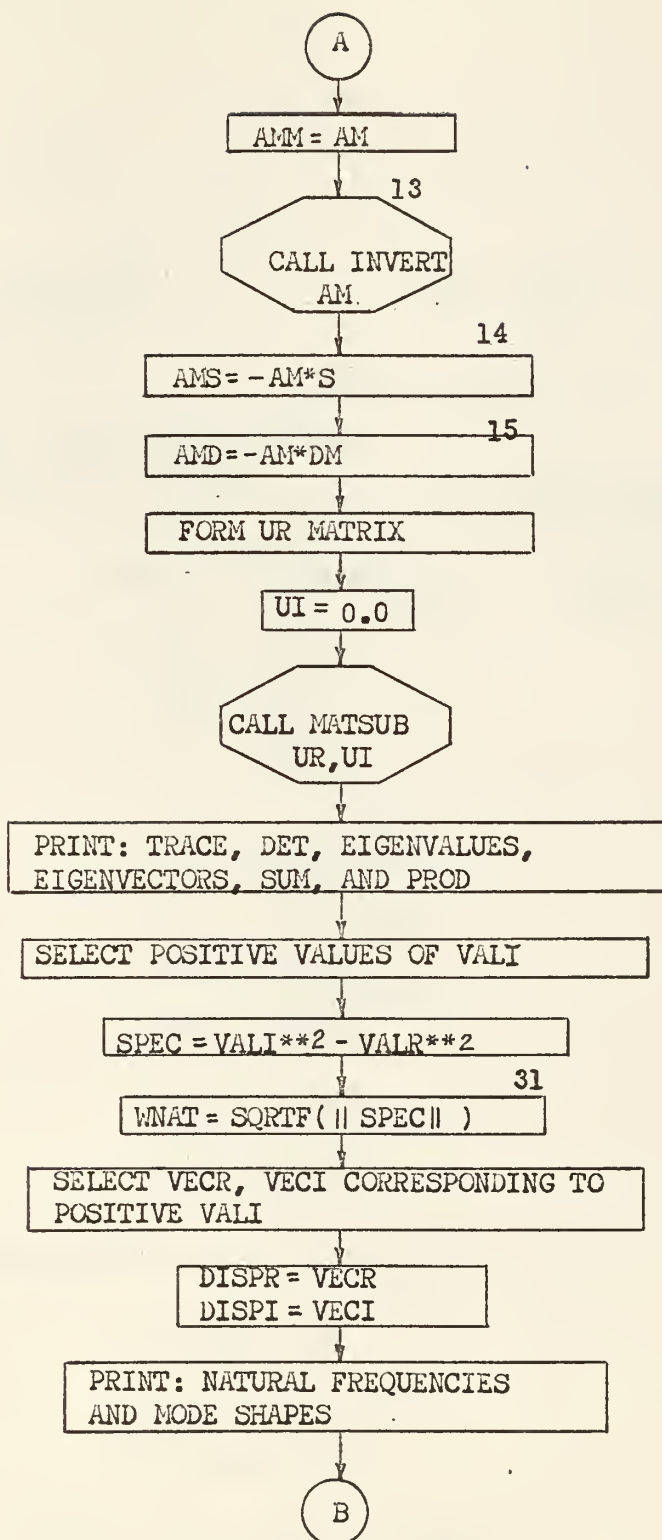 A
AMM = AM
13
CALL INVERT
AM.
14
AMS = -AM*S
15
AMD = -AM*DM
FORM UR MATRIX
UI = 0.0
CALL MATSUB
UR,UI
PRINT: TRACE, DET, EIGENVALUES,
EIGENVECTORS, SUM, AND PROD
SELECT POSITIVE VALUES OF VALI
SPEC = VALI**2 - VALR**2
31
WNAT = SQRTF( || SPEC || )
SELECT VECR, VECI CORRESPONDING TO
POSITIVE VALI
DISPR = VECR
DISPI = VECI
PRINT: NATURAL FREQUENCIES
AND MODE SHAPES
B